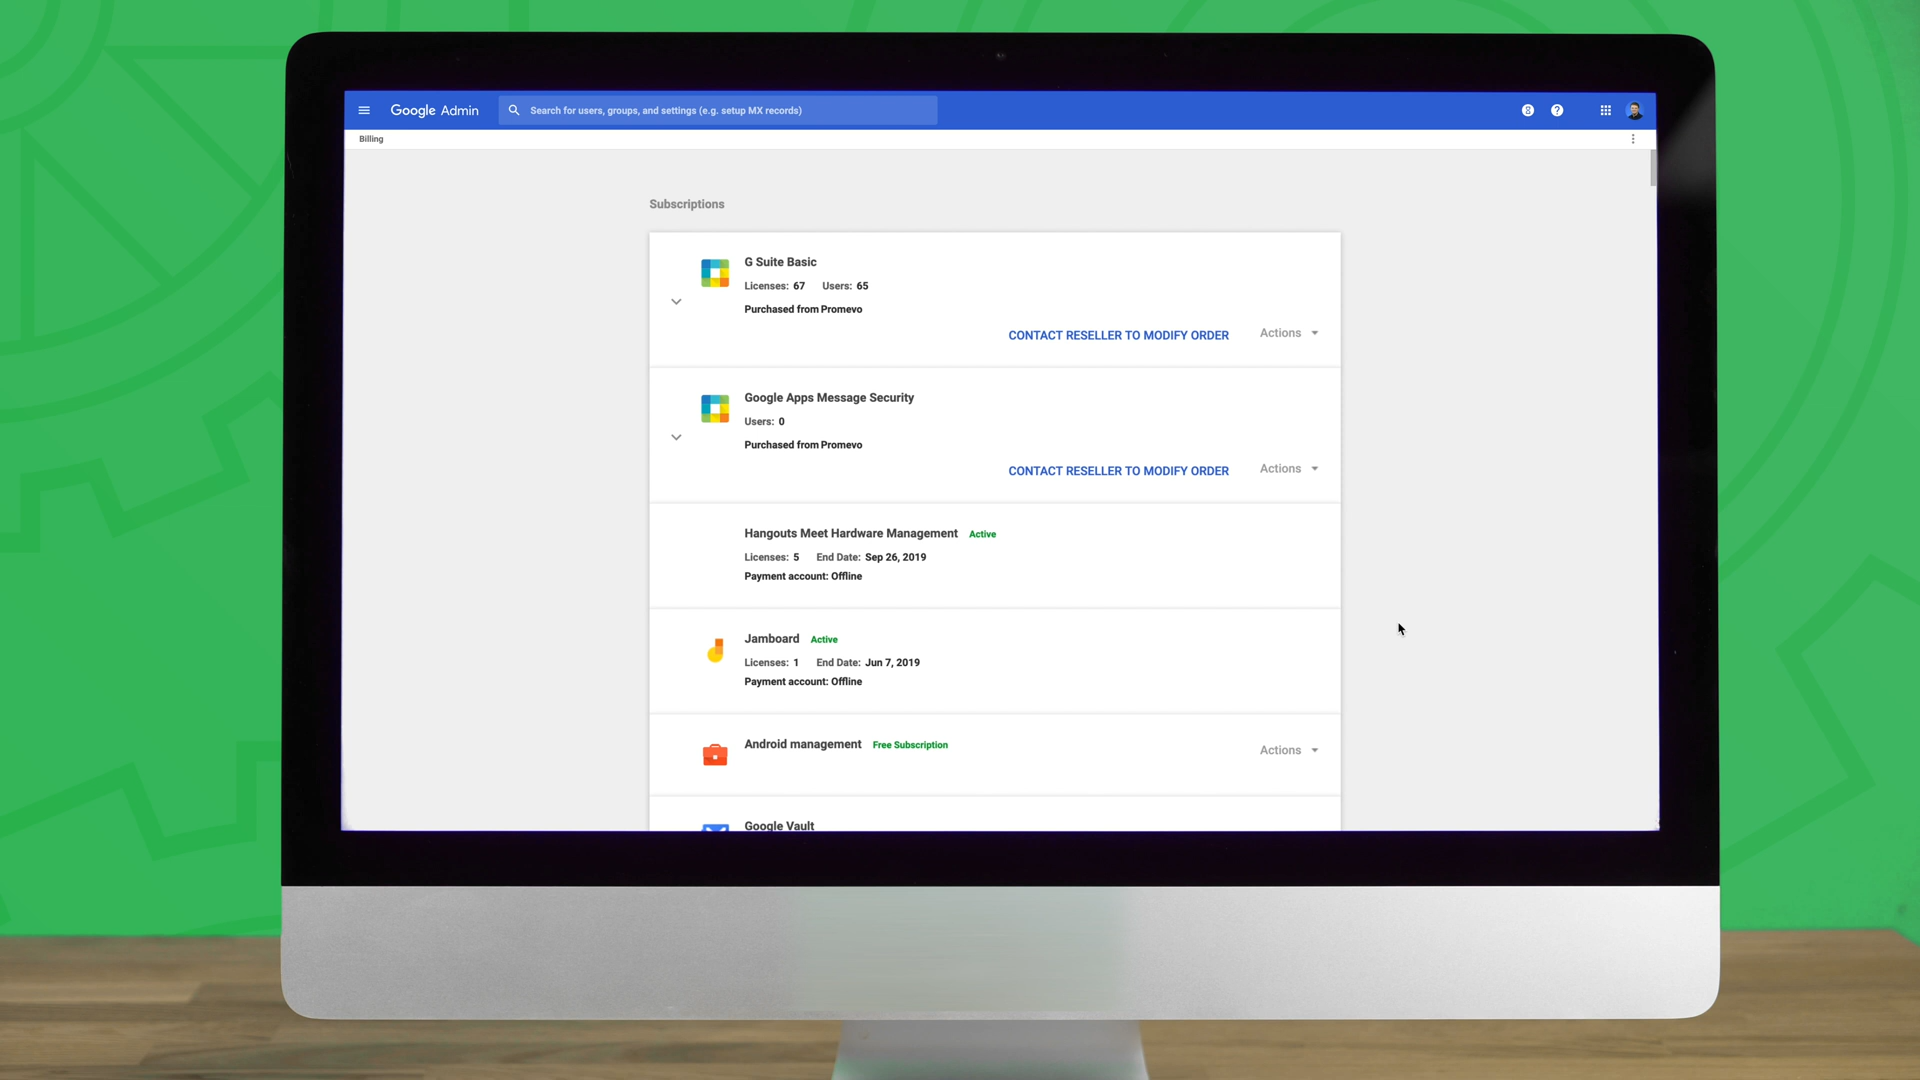 Google Admin
Search for users, groups, and settings (e.g. setup MX records)
Billing
Subscriptions
G Suite Basic
Licenses: 67 Users: 65
Purchased from Promevo
CONTACT RESELLER TO MODIFY ORDER Actions
Google Apps Message Security
Users: 0
Purchased from Promevo
CONTACT RESELLER TO MODIFY ORDER Actions
Hangouts Meet Hardware Management Active
Licenses: 5 End Date: Sep 26, 2019
Payment account: Offline
Jamboard Active
Licenses: 1 End Date: Jun 7, 2019
Payment account: Offline
Android management Free Subscription
Actions
Google Vault